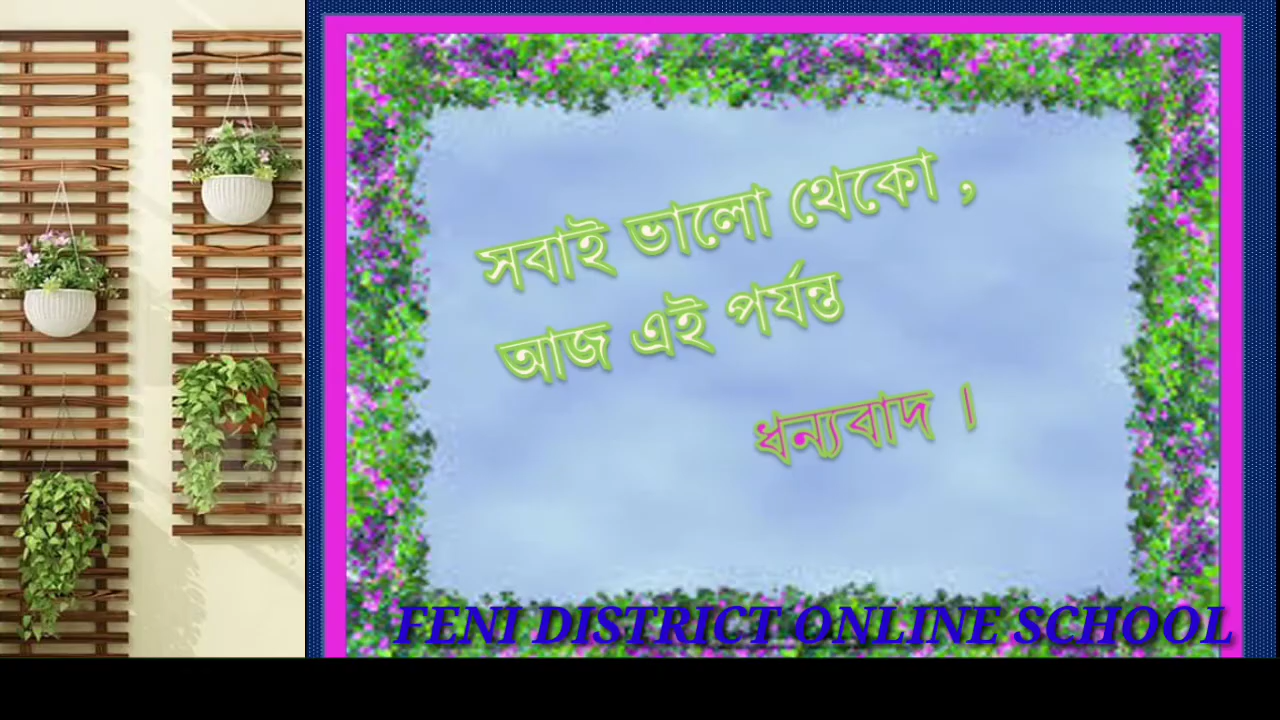 সবাই ভালো থেকো ,
আজ এই পর্যন্ত
ধন্যবাদ ।
FENI DISTRICT ONLINE SCHOOL